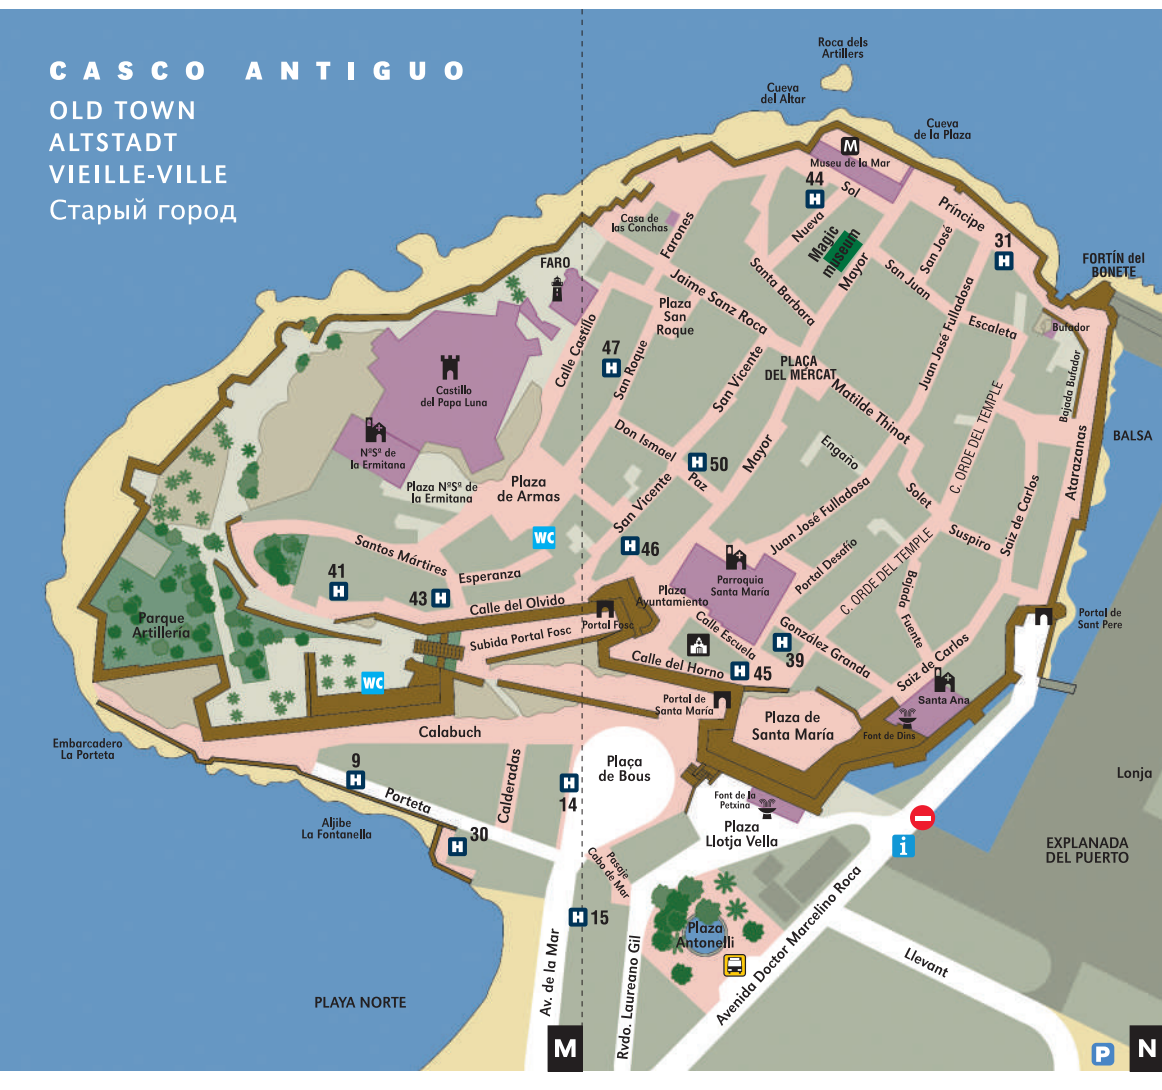 CASCO ANTIGUO
OLD TOWN
ALTSTADT
VIEILLE-VILLE
Старый город
Roca dels
Artillers
Cueva
del Altar
Cueva
de la Plaza
M
Museu de la Mar
44
Sol
Príncipe
Nueva
Magic
museum
San José
31
FORTÍN del
BONETE
Casa de
las Conchas
Farones
Mayor
San Juan
FARO
Santa Barbara
Jaime Sanz Roca
Plaza
San
Roque
Juan José Fulladosa
Escaleta
Bufador
Calle Castillo
47
H
San Roque
San Vicente
PLAÇA
DEL MERCAT
Bajada Bufador
Castillo
del Papa Luna
Matilde Thinot
C. ORDE DEL TEMPLE
BALSA
NªSª de
la Ermitana
Don Ismael
Mayor
Engaño
Atarazanas
H 50
Paz
Plaza NªSª de
la Ermitana
Plaza
de Armas
San Vicente
Juan José Fulladosa
Solet
Saiz de Carlos
Suspiro
WC
H 46
Santos Mártires
Esperanza
Portal Desafío
C. ORDE DEL TEMPLE
Parroquia
Santa María
41
H
43 H
Calle del Olvido
Plaza
Ayuntamiento
Bajada
Fuente
Parque
Artillería
Portal Fosc
Subida Portal Fosc
Calle Escuela
González Granda
Portal de
Sant Pere
H
39
Calle del Horno
H 45
Saiz de Carlos
WC
Portal de
Santa María
Santa Ana
Plaza de
Santa María
Font de Dins
Calabuch
Embarcadero
La Porteta
9
H
Plaça
de Bous
Lonja
Calderadas
H
14
Porteta
Font de la
Petxina
Aljibe
La Fontanella
30
H
Plaza
Llotja Vella
i
EXPLANADA
DEL PUERTO
Pasaje
Cabo de Mar
H 15
Plaza
Antonelli
Avenida Doctor Marcelino Roca
Llevant
Av. de la Mar
Rvdo. Laureano Gil
PLAYA NORTE
M
P
N